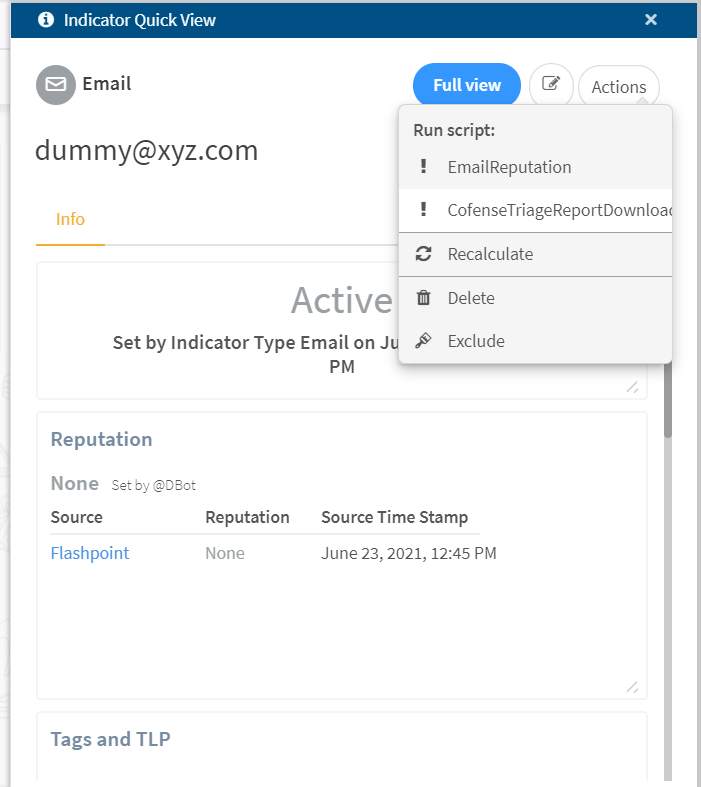 Indicator Quick View
Email
Full view
Actions
dummy@xyz.com
Run script:
EmailReputation
CofenseTriageReportDownload
Recalculate
Delete
Exclude
Info
Active
Set by Indicator Type Email on Ju
PM
Reputation
None Set by @DBot
Source Reputation Source Time Stamp
Flashpoint None June 23, 2021, 12:45 PM
Tags and TLP